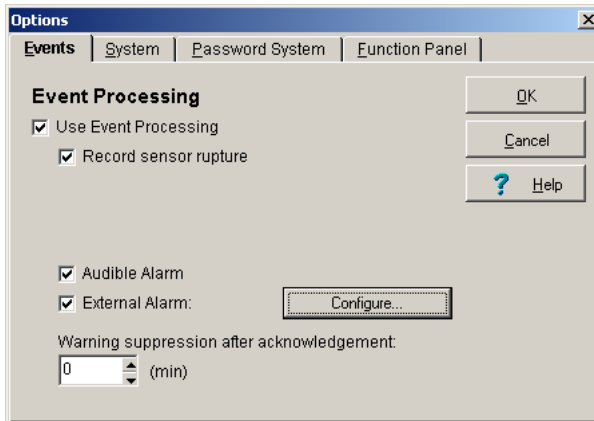 Options
Events System Password System Function Panel
Event Processing
OK
Use Event Processing
Cancel
Record sensor rupture
? Help
Audible Alarm
External Alarm: Configure...
Warning suppression after acknowledgement:
0 (min)